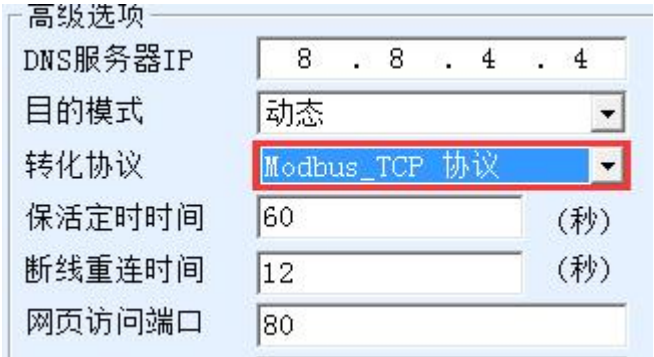 高级选项
DNS服务器IP 8 . 8 . 4 . 4
目的模式 动态
转化协议 Modbus_TCP 协议
保活定时时间 60 (秒)
断线重连时间 12 (秒)
网页访问端口 80